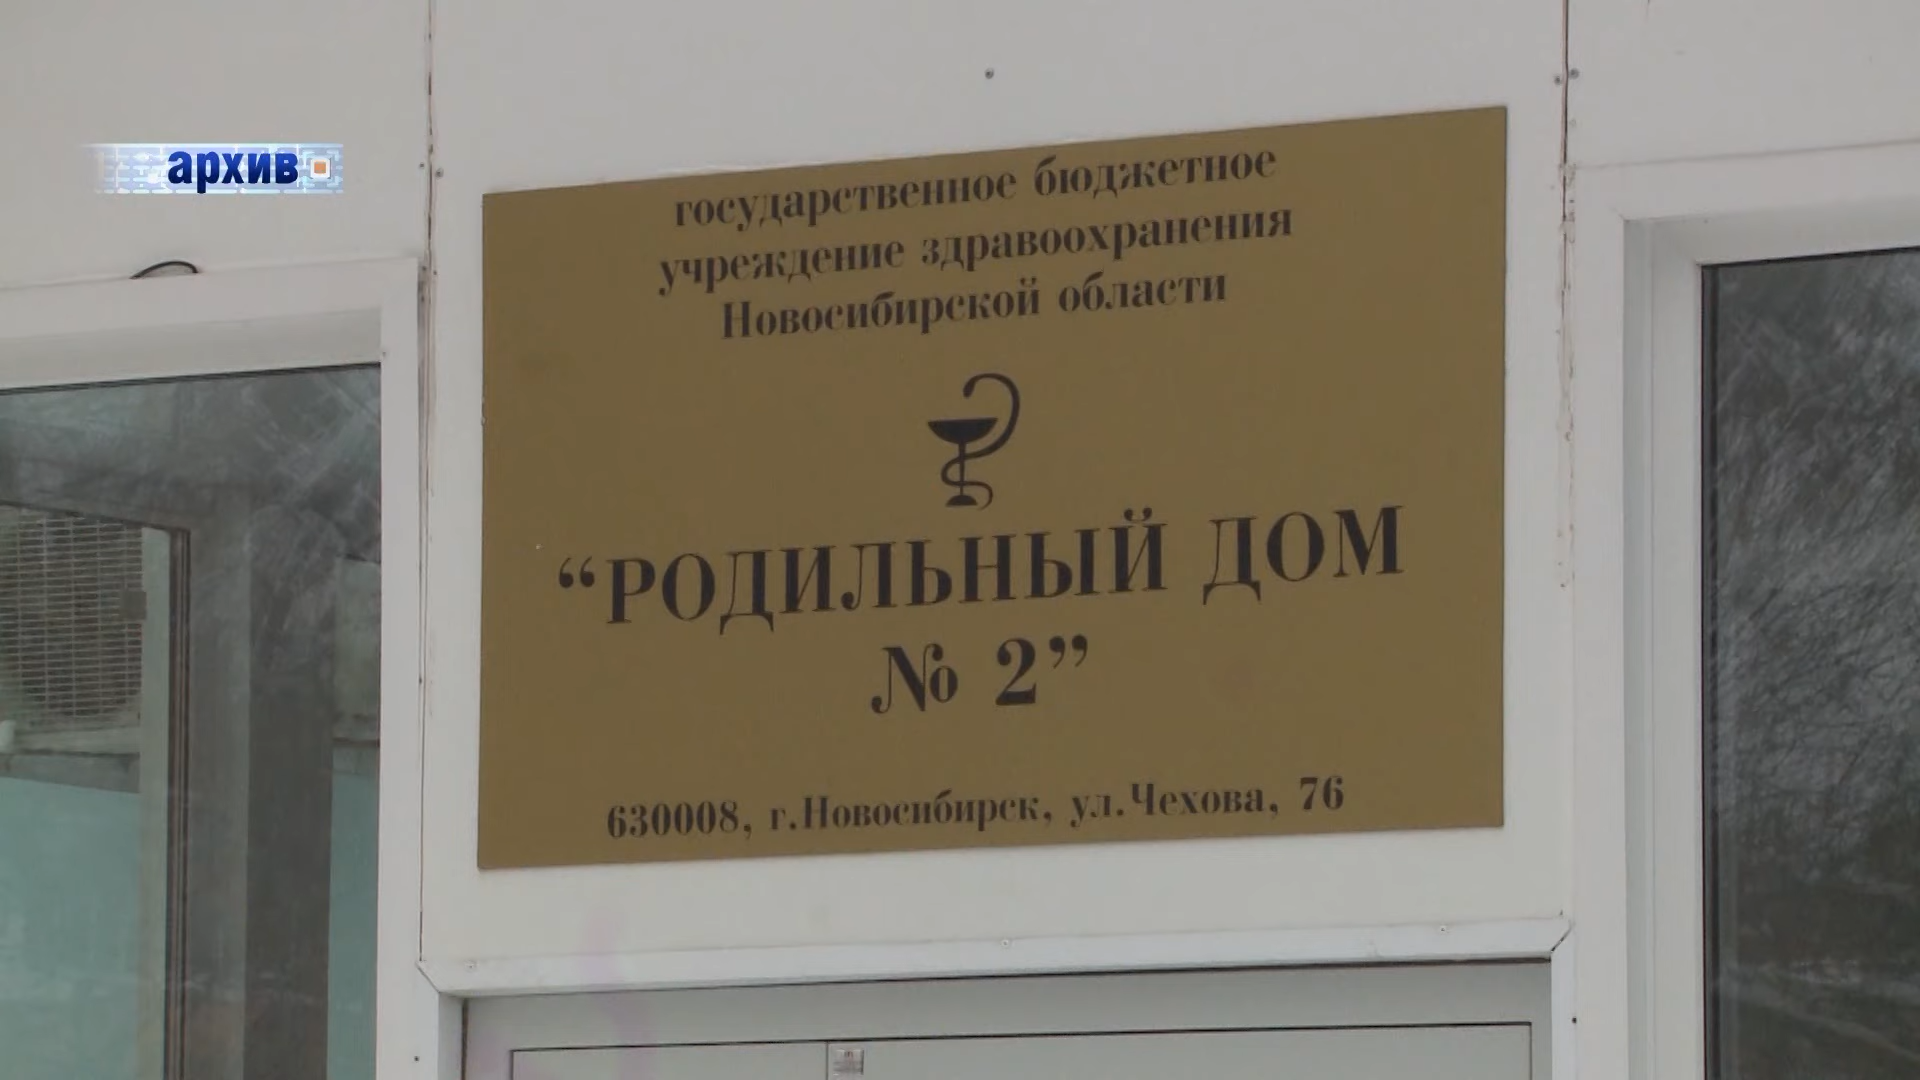 архив
государственное бюджетное
учреждение здравоохранения
Новосибирской области
“РОДИЛЬНЫЙ ДОМ
№ 2”
630008, г.Новосибирск, ул.Чехова, 76